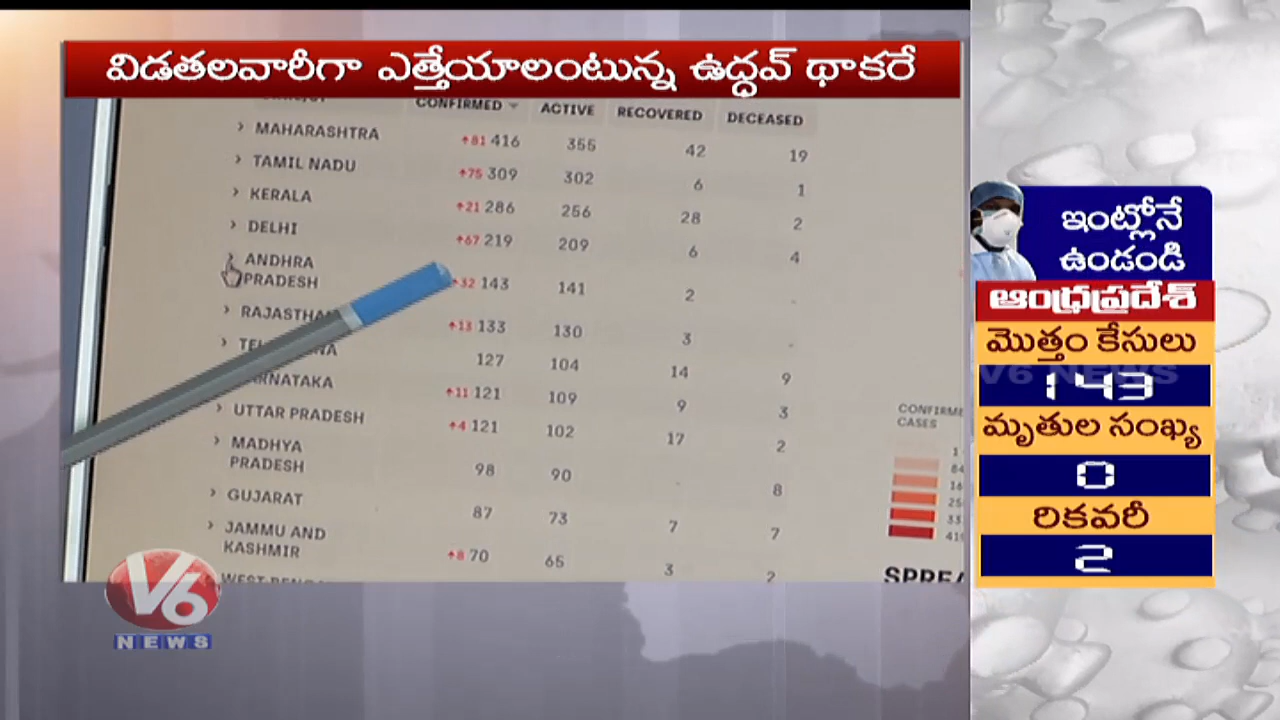 విడతలవారీగా ఎత్తేయాలంటున్న ఉద్ధవ్ థాకరే
CONFIRMED ACTIVE RECOVERED DECEASED
MAHARASHTRA ↑81 416 355 42 19
TAMIL NADU ↑75 309 302 6 1
KERALA ↑21 286 256 28 2
DELHI ↑67 219 209 6 4
ANDHRA PRADESH 32 143 141 2
↑13 133 130 3
127 104 14 9
↑11 121 109 9 3
UTTAR PRADESH ↑4 121 102 17 2
MADHYA PRADESH 98 90 8
GUJARAT 87 73 7 7
JAMMU AND KASHMIR ↑8 70 65 3 2
CASES
V6
NEWS
ఇంట్లోనే
ఉండండి
ఆంధ్రప్రదేశ్
మొత్తం కేసులు
V6 NEWS
143
మృతుల సంఖ్య
0
రికవరీ
2